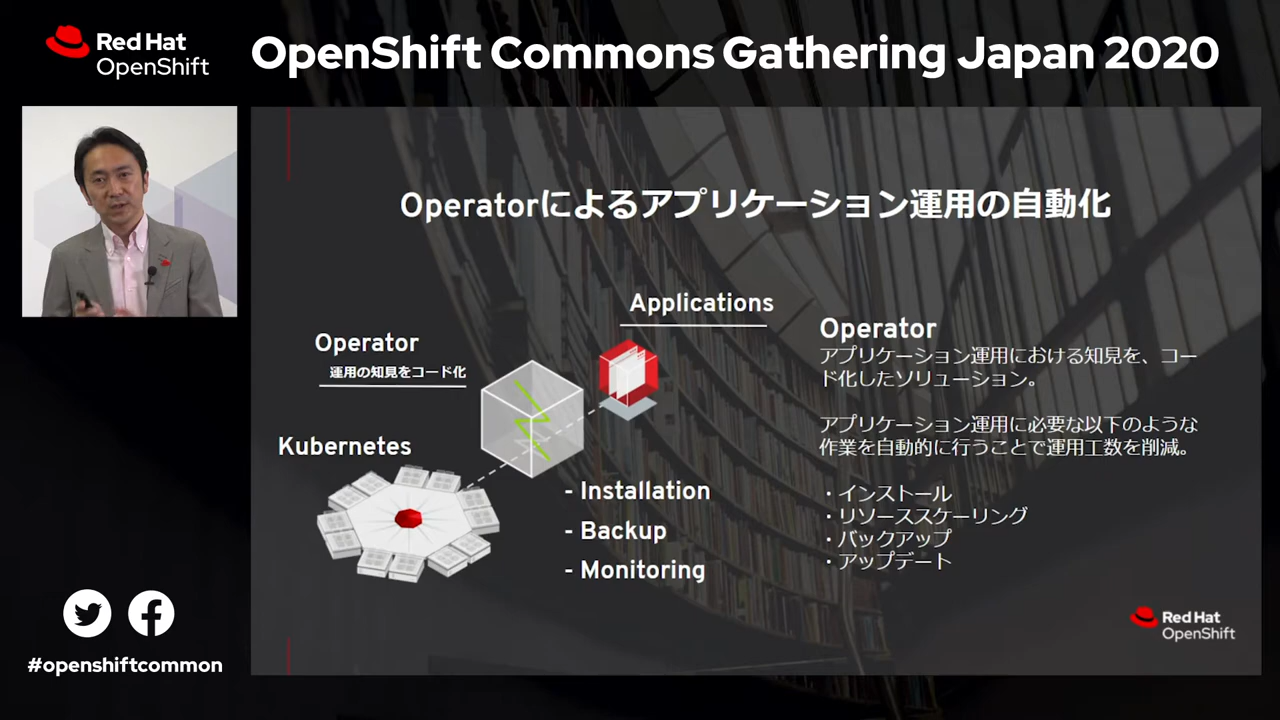 Red Hat
OpenShift
OpenShift Commons Gathering Japan 2020
Operatorによるアプリケーション運用の自動化
Applications
Operator
運用の知見をコード化
Kubernetes
- Installation
- Backup
- Monitoring
Operator
アプリケーション運用における知見を、コー
ド化したソリューション。
アプリケーション運用に必要な以下のような
作業を自動的に行うことで運用工数を削減。
・インストール
・リソーススケーリング
・バックアップ
・アップデート
Red Hat
OpenShift
#openshiftcommon